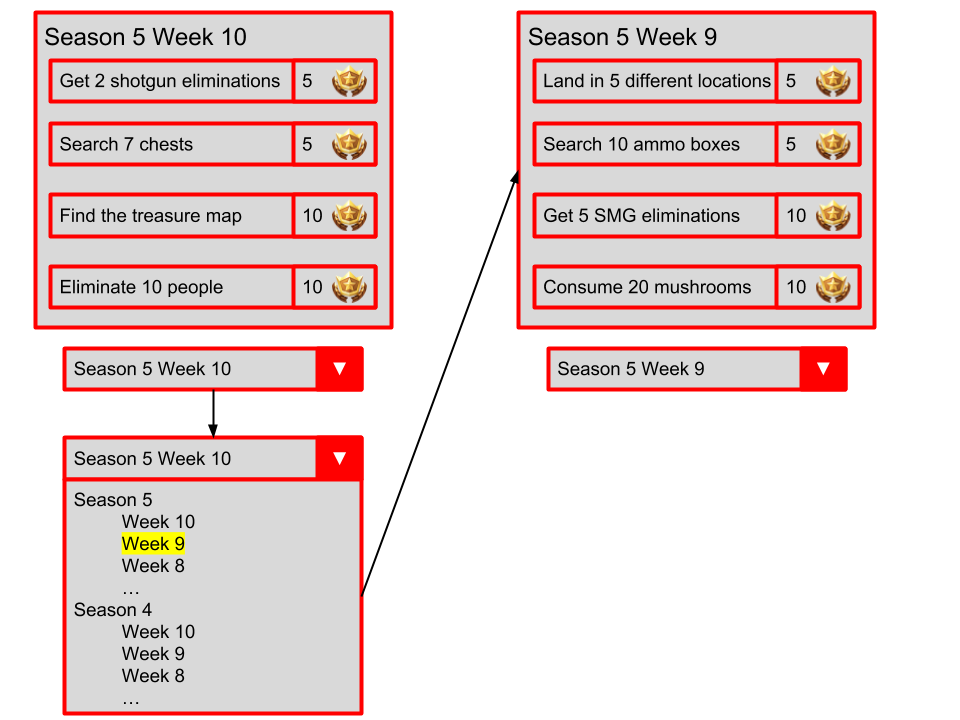 Season 5 Week 10
Get 2 shotgun eliminations 5
Search 7 chests 5
Find the treasure map 10
Eliminate 10 people 10
Season 5 Week 10 ▼
Season 5 Week 10 ▼
Season 5
Week 10
Week 9
Week 8
...
Season 4
Week 10
Week 9
Week 8
...
Season 5 Week 9
Land in 5 different locations 5
Search 10 ammo boxes 5
Get 5 SMG eliminations 10
Consume 20 mushrooms 10
Season 5 Week 9 ▼